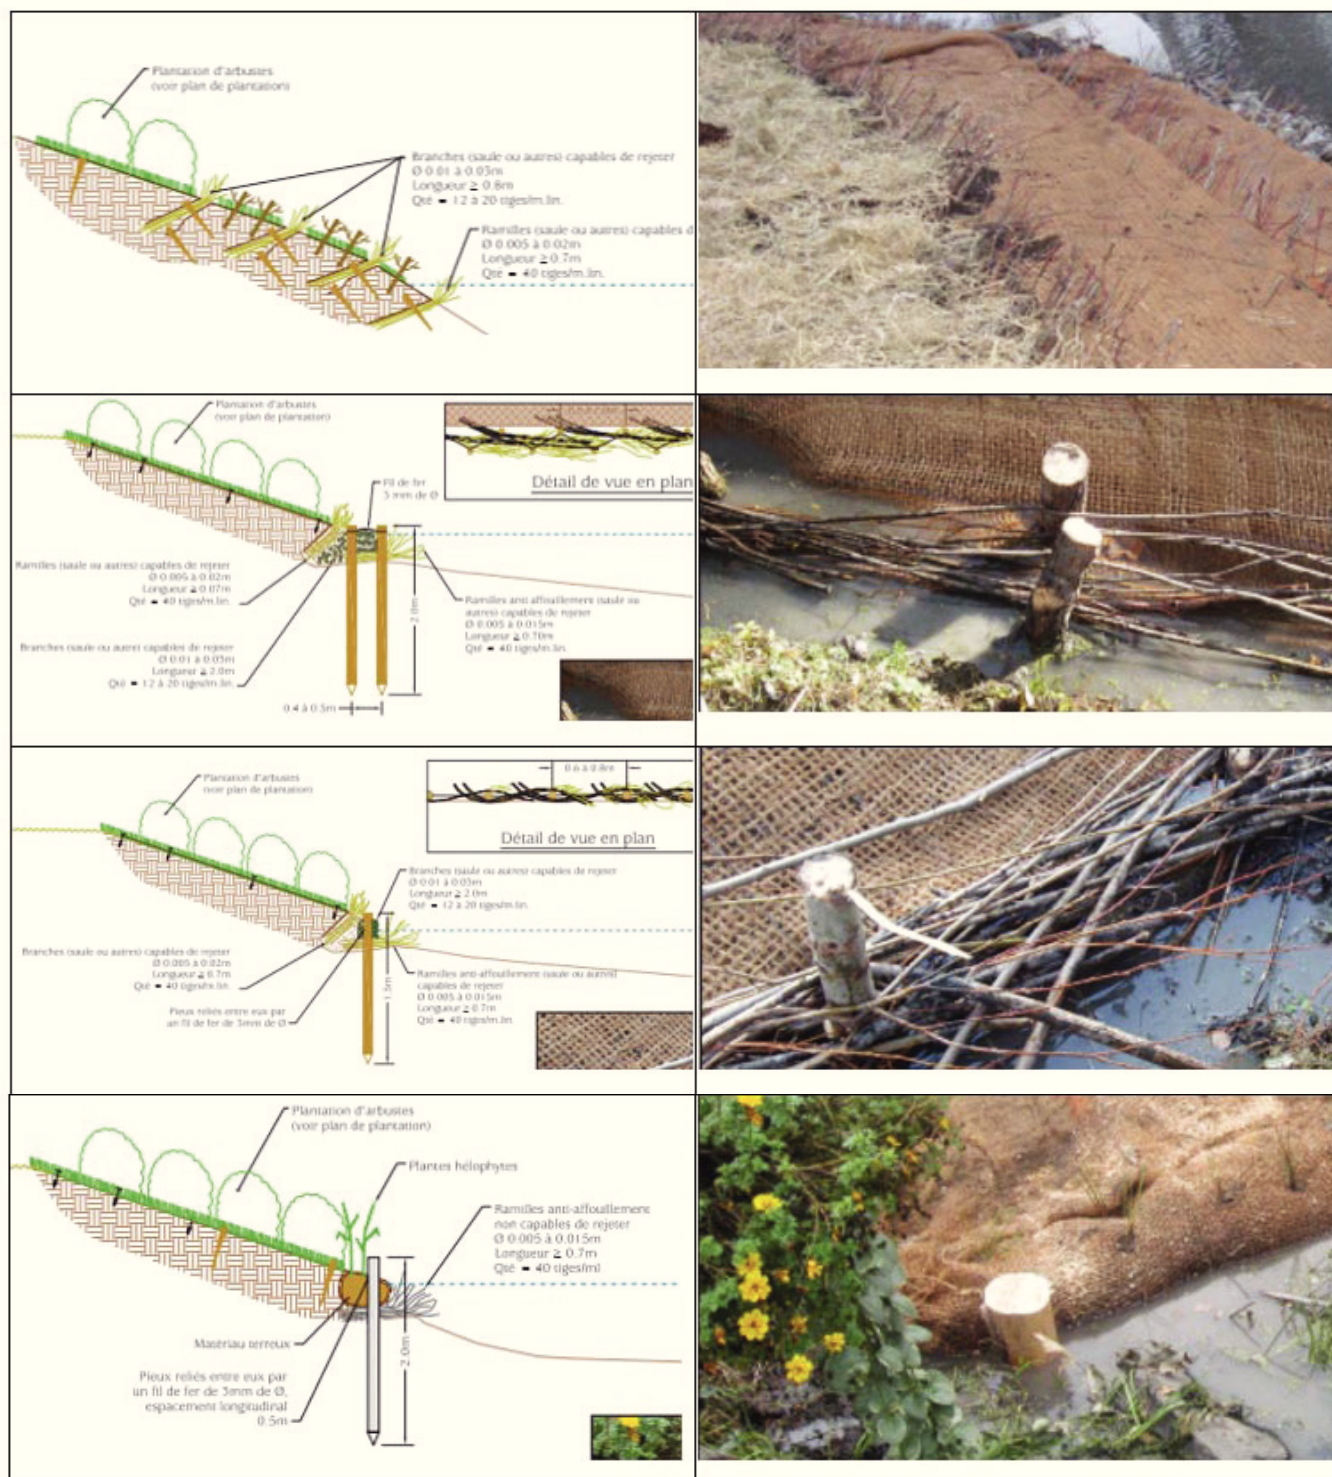 Plantation d'arbustes
(voir plan de plantation)
Branches (saule ou autres) capables de rejeter
Ø 0.01 à 0.03m
Longueur ≥ 0.8m
Qté = 12 à 20 tiges/m.lin.
Ramilles (saule ou autres) capables d
Ø 0.005 à 0.02m
Longueur ≥ 0.7m
Qté = 40 tiges/m.lin.
Plantation d'arbustes
(voir plan de plantation)
Détail de vue en plan
Fil de fer
3 mm de Ø
Ramilles (saule ou autres) capables de rejeter
Ø 0.005 à 0.02m
Longueur ≥ 0.07m
Qté = 40 tiges/m.lin.
2.0m
Ramilles anti affouillement (saule ou
autres) capables de rejeter
Ø 0.005 à 0.015m
Longueur ≥ 0.70m
Qté = 40 tiges/m.lin.
Branches (saule ou autre) capables de rejeter
Ø 0.01 à 0.03m
Longueur ≥ 2.0m
Qté = 12 à 20 tiges/m.lin.
0.4 à 0.5m
0.6 à 0.8m
Détail de vue en plan
Plantation d'arbustes
(voir plan de plantation)
Branches (saule ou autres) capables de rejeter
Ø 0.01 à 0.03m
Longueur ≥ 2.0m
Qté = 12 à 20 tiges/m.lin.
Branches (saule ou autres) capables de rejeter
Ø 0.005 à 0.02m
Longueur ≥ 0.7m
Qté = 40 tiges/m.lin.
1.5m
Ramilles anti-affouillement (saule ou autres)
capables de rejeter
Ø 0.005 à 0.015m
Longueur ≥ 0.7m
Qté = 40 tiges/m.lin.
Pieux reliés entre eux par
un fil de fer de 3mm de Ø
Plantation d'arbustes
(voir plan de plantation)
Plantes hélophytes
Ramilles anti-affouillement
non capables de rejeter
Ø 0.005 à 0.015m
Longueur ≥ 0.7m
Qté = 40 tiges/ml
Matériau terreux
2.0m
Pieux reliés entre eux par
un fil de fer de 3mm de Ø,
espacement longitudinal
0.5m